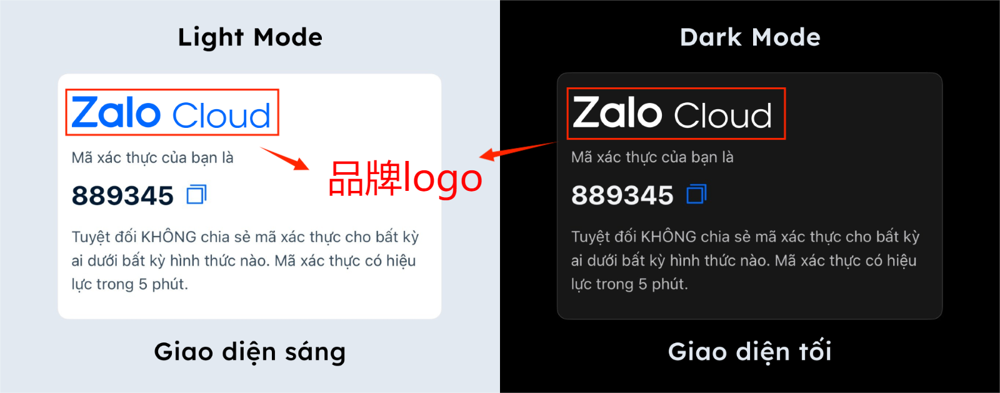 Light Mode
Zalo Cloud
Mã xác thực của bạn là
889345
Tuyệt đối KHÔNG chia sẻ mã xác thực cho bất kỳ
ai dưới bất kỳ hình thức nào. Mã xác thực có hiệu
lực trong 5 phút.
Giao diện sáng
品牌logo
Dark Mode
Zalo Cloud
Mã xác thực của bạn là
889345
Tuyệt đối KHÔNG chia sẻ mã xác thực cho bất kỳ
ai dưới bất kỳ hình thức nào. Mã xác thực có hiệu
lực trong 5 phút.
Giao diện tối